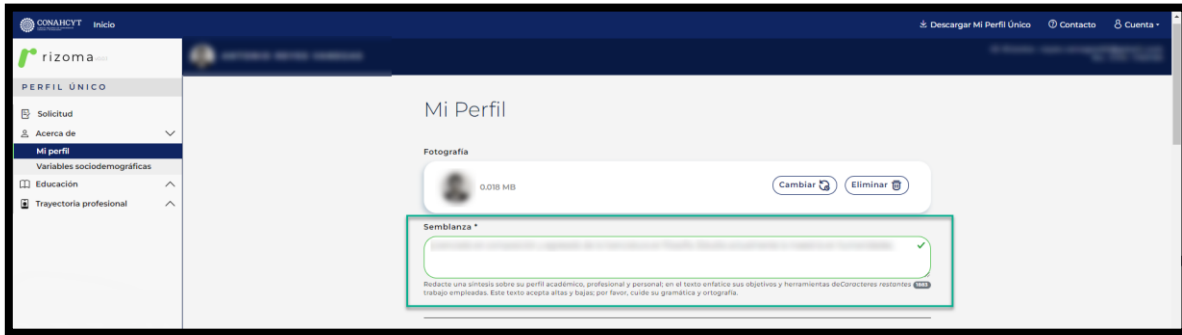 CONAHCYT Inicio Descargar Mi Perfil Único Contacto Cuenta
rizoma
PERFIL ÚNICO
Solicitud
Acerca de
Mi perfil
Variables sociodemográficas
Educación
Trayectoria profesional
Mi Perfil
Fotografía
0.018 MB Cambiar Eliminar
Semblanza *
Redacte una síntesis sobre su perfil académico, profesional y personal; en el texto enfatice sus objetivos y herramientas de Caracteres restantes
trabajo empleadas. Este texto acepta altas y bajas; por favor, cuide su gramática y ortografía.